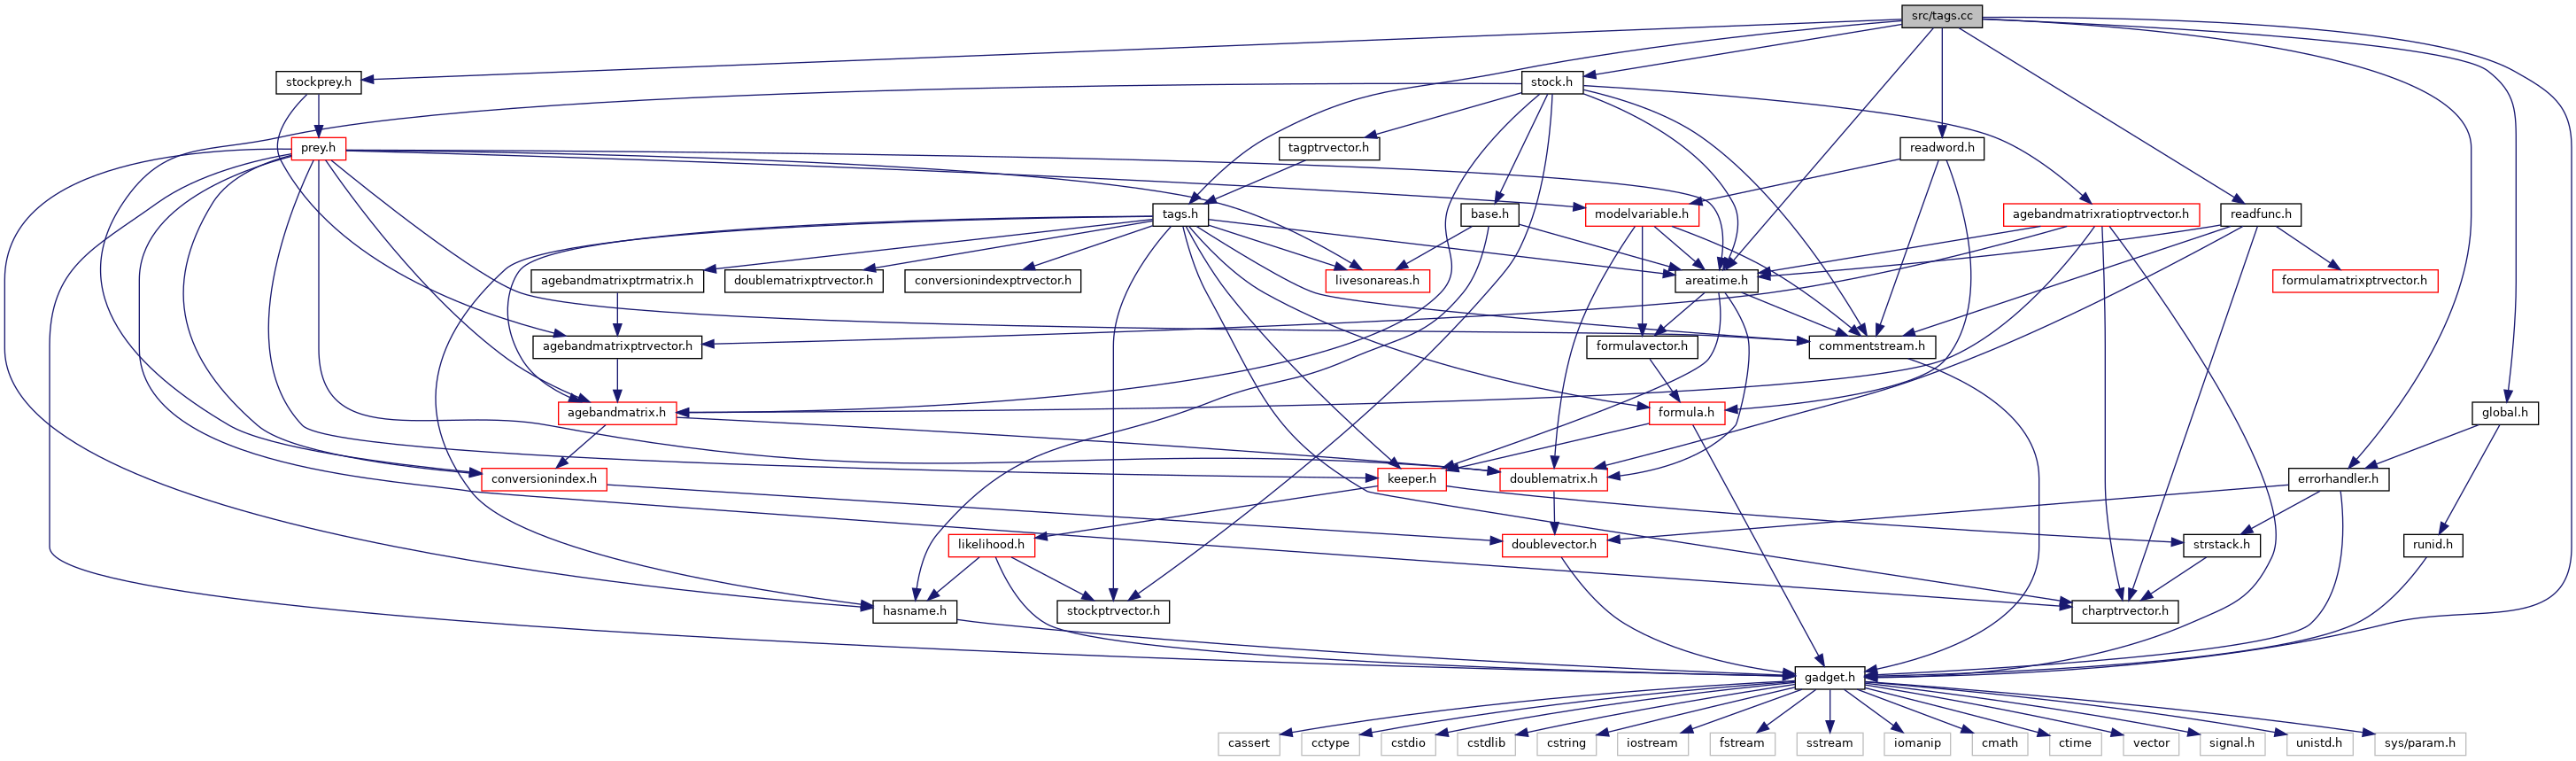 src/tags.cc
stockprey.h
stock.h
prey.h
tagptrvector.h
readword.h
tags.h
base.h
modelvariable.h
agebandmatrixratioptrvector.h
readfunc.h
agebandmatrixptrmatrix.h
doublematrixptrvector.h
conversionindexptrvector.h
livesonareas.h
areatime.h
formulamatrixptrvector.h
agebandmatrixptrvector.h
formulavector.h
commentstream.h
agebandmatrix.h
formula.h
global.h
conversionindex.h
keeper.h
doublematrix.h
errorhandler.h
likelihood.h
doublevector.h
strstack.h
runid.h
hasname.h
stockptrvector.h
charptrvector.h
gadget.h
cassert
cctype
cstdio
cstdlib
cstring
iostream
fstream
sstream
iomanip
cmath
ctime
vector
signal.h
unistd.h
sys/param.h